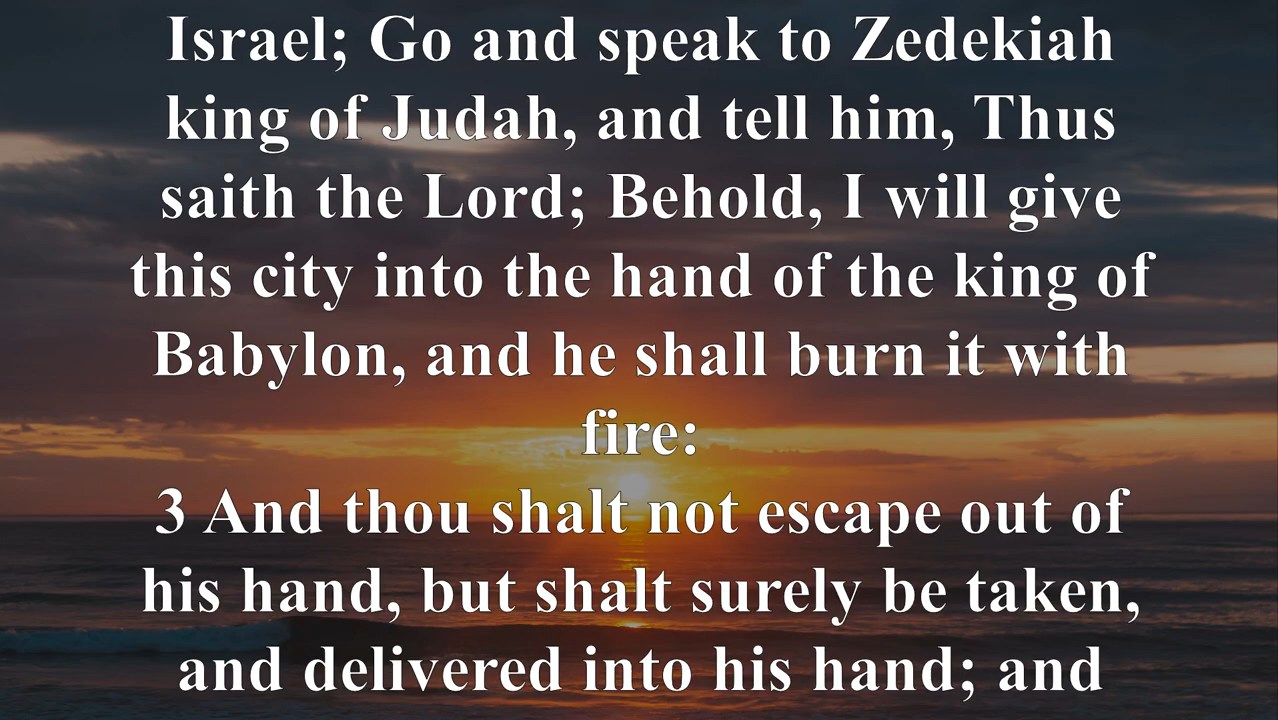 Israel; Go and speak to Zedekiah
king of Judah, and tell him, Thus
saith the Lord; Behold, I will give
this city into the hand of the king of
Babylon, and he shall burn it with
fire:
3 And thou shalt not escape out of
his hand, but shalt surely be taken,
and delivered into his hand; and